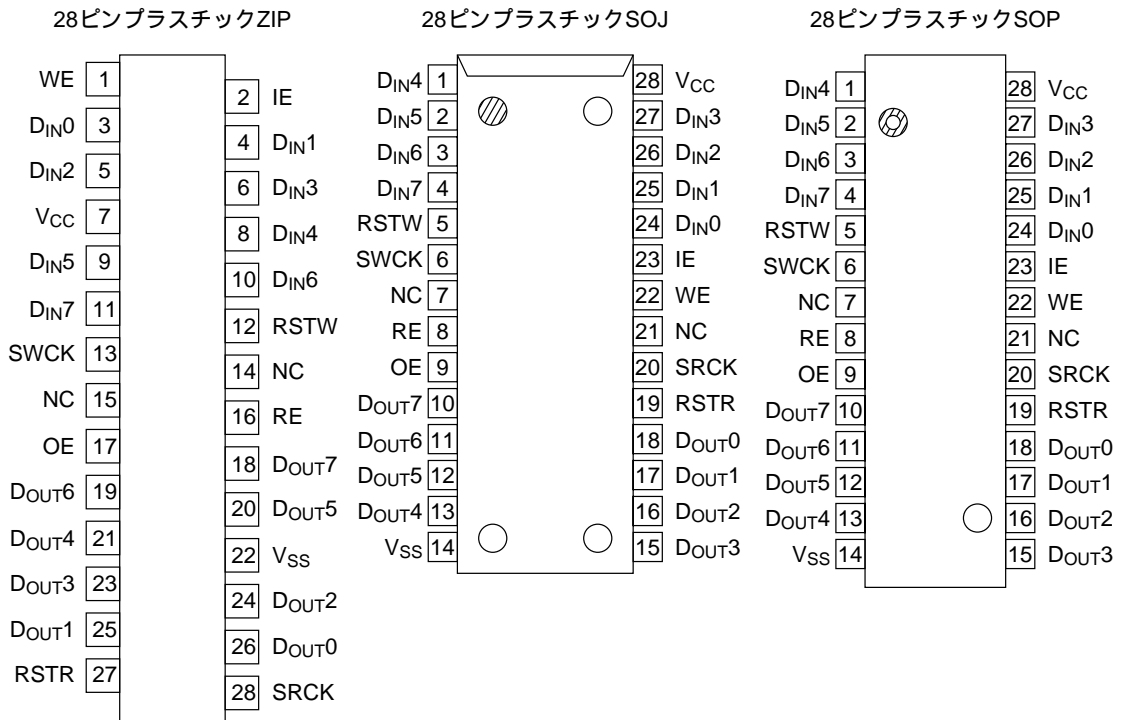 28ピンプラスチックZIP
WE 1
2 IE
DIN0 3
4 DIN1
DIN2 5
6 DIN3
VCC 7
8 DIN4
DIN5 9
10 DIN6
DIN7 11
12 RSTW
SWCK 13
14 NC
NC 15
16 RE
OE 17
18 DOUT7
DOUT6 19
20 DOUT5
DOUT4 21
22 VSS
DOUT3 23
24 DOUT2
DOUT1 25
26 DOUT0
RSTR 27
28 SRCK
28ピンプラスチックSOJ
DIN4 1 28 VCC
DIN5 2 27 DIN3
DIN6 3 26 DIN2
DIN7 4 25 DIN1
RSTW 5 24 DIN0
SWCK 6 23 IE
NC 7 22 WE
RE 8 21 NC
OE 9 20 SRCK
DOUT7 10 19 RSTR
DOUT6 11 18 DOUT0
DOUT5 12 17 DOUT1
DOUT4 13 16 DOUT2
VSS 14 15 DOUT3
28ピンプラスチックSOP
DIN4 1 28 VCC
DIN5 2 27 DIN3
DIN6 3 26 DIN2
DIN7 4 25 DIN1
RSTW 5 24 DIN0
SWCK 6 23 IE
NC 7 22 WE
RE 8 21 NC
OE 9 20 SRCK
DOUT7 10 19 RSTR
DOUT6 11 18 DOUT0
DOUT5 12 17 DOUT1
DOUT4 13 16 DOUT2
VSS 14 15 DOUT3